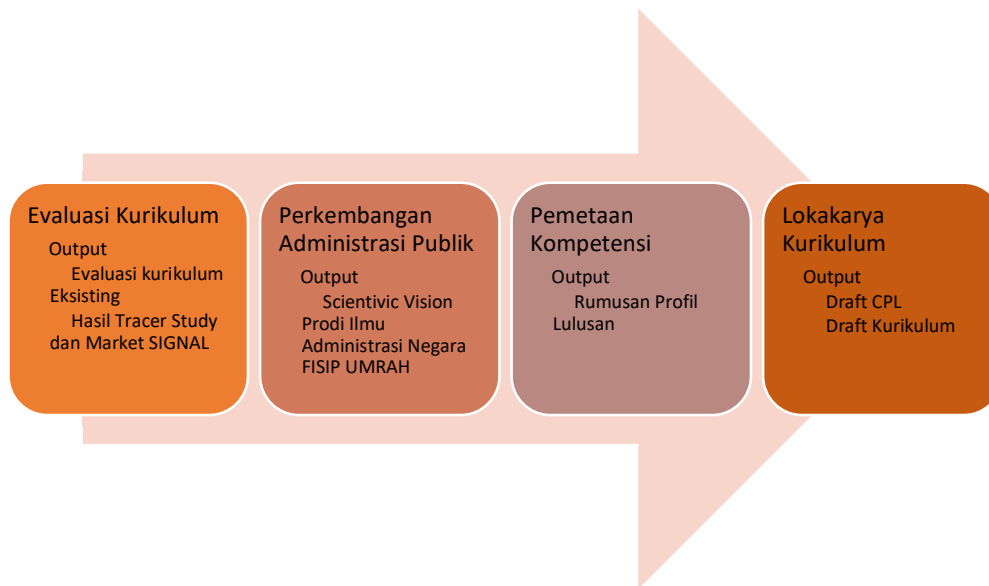 Evaluasi Kurikulum
Output
Evaluasi kurikulum
Eksisting
Hasil Tracer Study
dan Market SIGNAL
Perkembangan
Administrasi Publik
Output
Scientivic Vision
Prodi Ilmu
Administrasi Negara
FISIP UMRAH
Pemetaan
Kompetensi
Output
Rumusan Profil
Lulusan
Lokakarya
Kurikulum
Output
Draft CPL
Draft Kurikulum